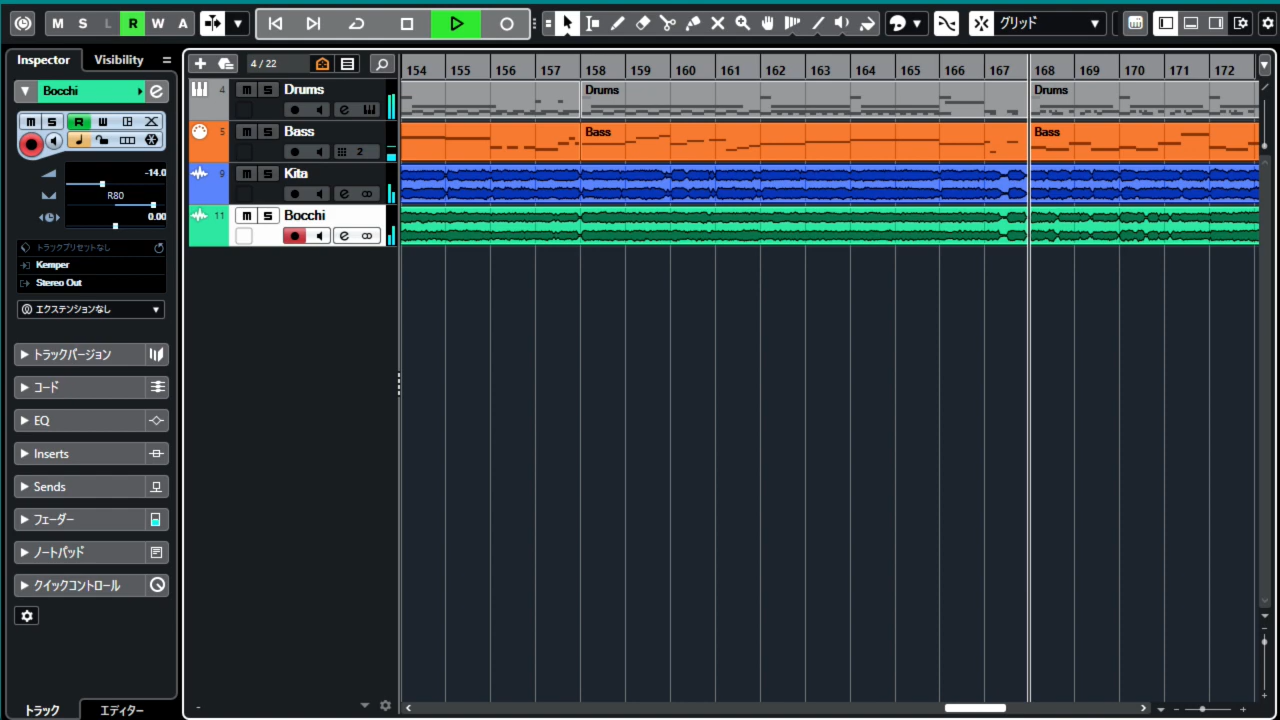 M S L R W A
グリッド
Inspector Visibility
Bocchi
M S R W
-14.0
R80
0.00
トラックプリセットなし
Kemper
Stereo Out
エクステンションなし
トラックバージョン
コード
EQ
Inserts
Sends
フェーダー
ノートパッド
クイックコントロール
トラック エディター
4 / 22
154 155 156 157 158 159 160 161 162 163 164 165 166 167 168 169 170 171 172
4 M S Drums
e
5 M S Bass
2
9 M S Kita
e
11 M S Bocchi
e
Drums Drums
Bass Bass